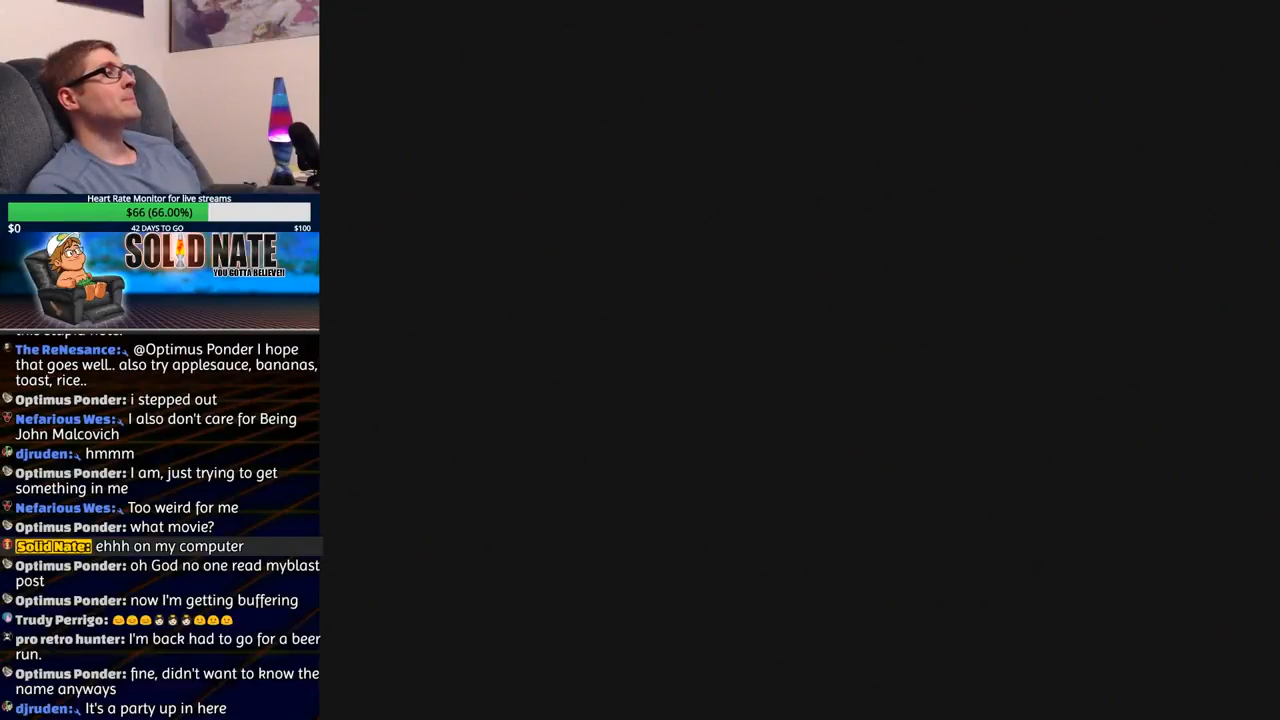 Heart Rate Monitor for live streams
$66 (66.00%)
$0 42 DAYS TO GO $100
SOLID NATE
YOU GOTTA BELIEVE!!
The ReNesance: @Optimus Ponder I hope
that goes well.. also try applesauce, bananas,
toast, rice..
Optimus Ponder: i stepped out
Nefarious Wes: I also don't care for Being
John Malcovich
djruden: hmmm
Optimus Ponder: I am, just trying to get
something in me
Nefarious Wes: Too weird for me
Optimus Ponder: what movie?
Solid Nate: ehhh on my computer
Optimus Ponder: oh God no one read myblast
post
Optimus Ponder: now I'm getting buffering
Trudy Perrigo:
pro retro hunter: I'm back had to go for a beer
run.
Optimus Ponder: fine, didn't want to know the
name anyways
djruden: It's a party up in here